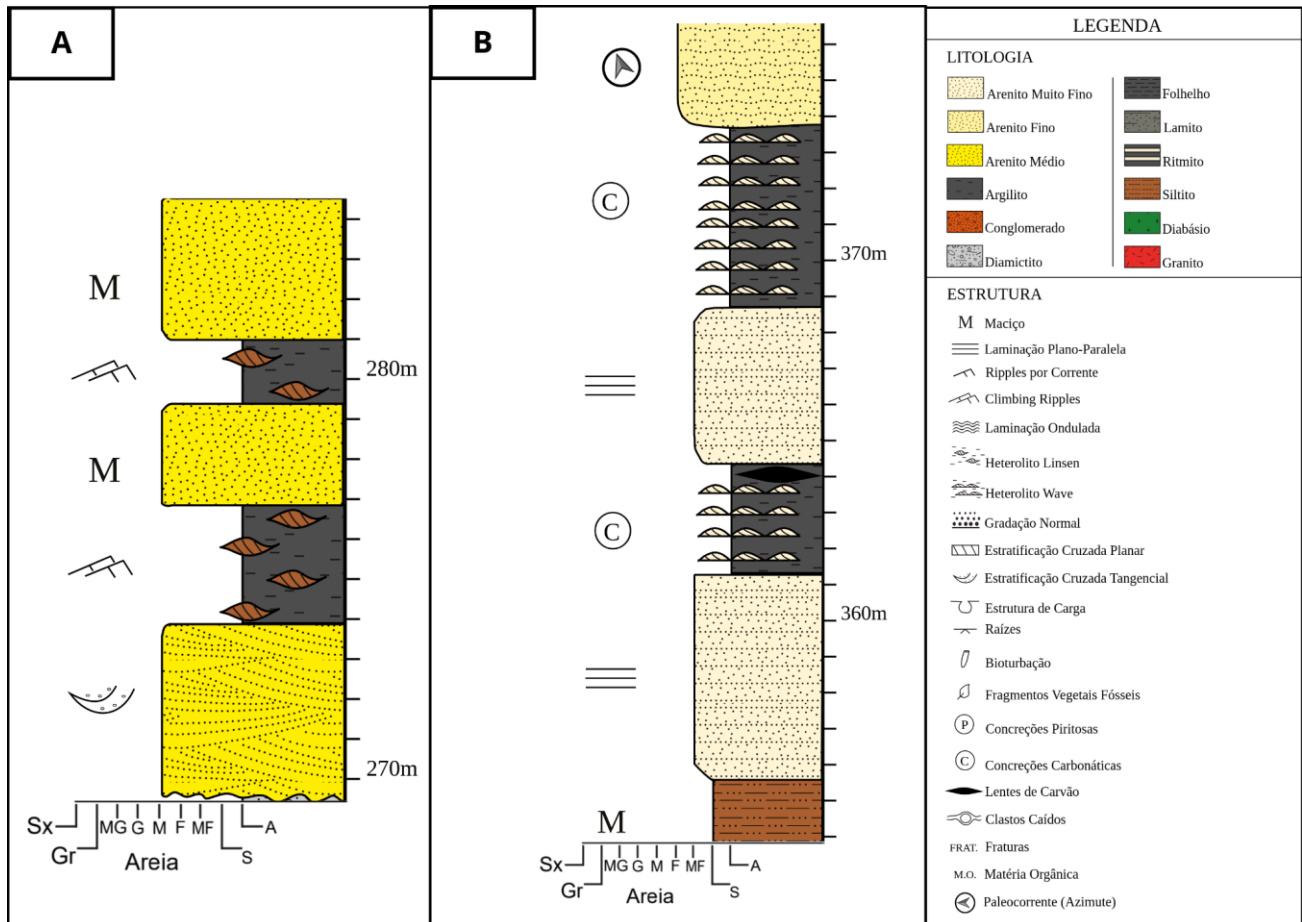 A
M
280m
M
270m
Sx
Gr
MG G M F MF
Areia
S
A
B
C
370m
C
360m
M
Sx
Gr
MG G M F MF
Areia
S
A
LEGENDA
LITOLOGIA
Arenito Muito Fino
Arenito Fino
Arenito Médio
Argilito
Conglomerado
Diamictito
Folhelho
Lamito
Ritmito
Siltito
Diabásio
Granito
ESTRUTURA
M Maciço
Laminação Plano-Paralela
Ripples por Corrente
Climbing Ripples
Laminação Ondulada
Heterolito Linsen
Heterolito Wave
Gradação Normal
Estratificação Cruzada Planar
Estratificação Cruzada Tangencial
Estrutura de Carga
Raízes
Bioturbação
Fragmentos Vegetais Fósseis
P Concreções Piritosas
C Concreções Carbonáticas
Lentes de Carvão
Clastos Caídos
FRAT. Fraturas
M.O. Matéria Orgânica
Paleocorrente (Azimute)